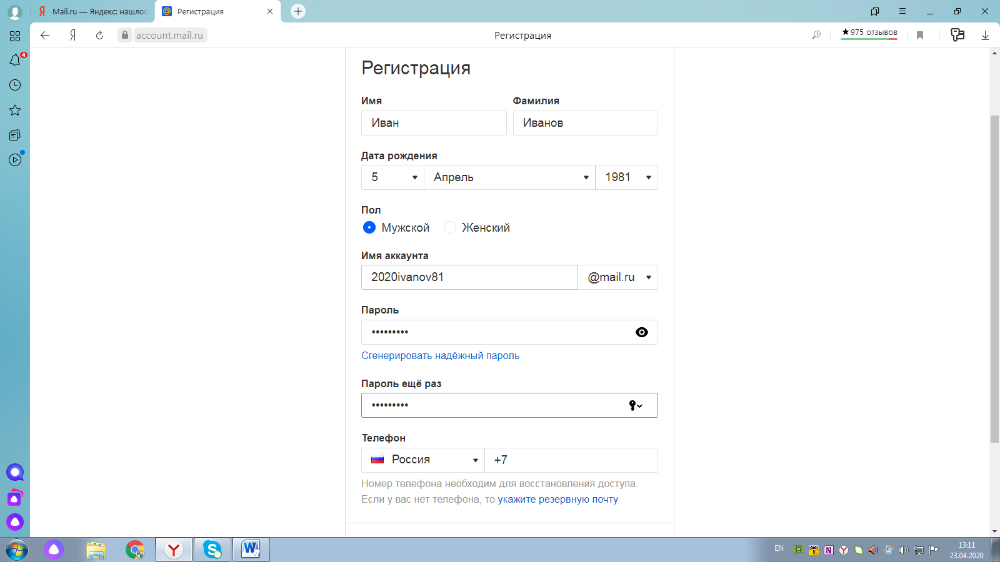 Mail.ru — Яндекс: нашлос
Регистрация
account.mail.ru
Регистрация
★975 отзывов
4
Регистрация
Имя
Фамилия
Иван
Иванов
Дата рождения
5
Апрель
1981
Пол
Мужской
Женский
Имя аккаунта
2020ivanov81
@mail.ru
Пароль
•••••••••
Сгенерировать надёжный пароль
Пароль ещё раз
•••••••••
Телефон
Россия
+7
Номер телефона необходим для восстановления доступа.
Если у вас нет телефона, то укажите резервную почту
EN
13:11
23.04.2020